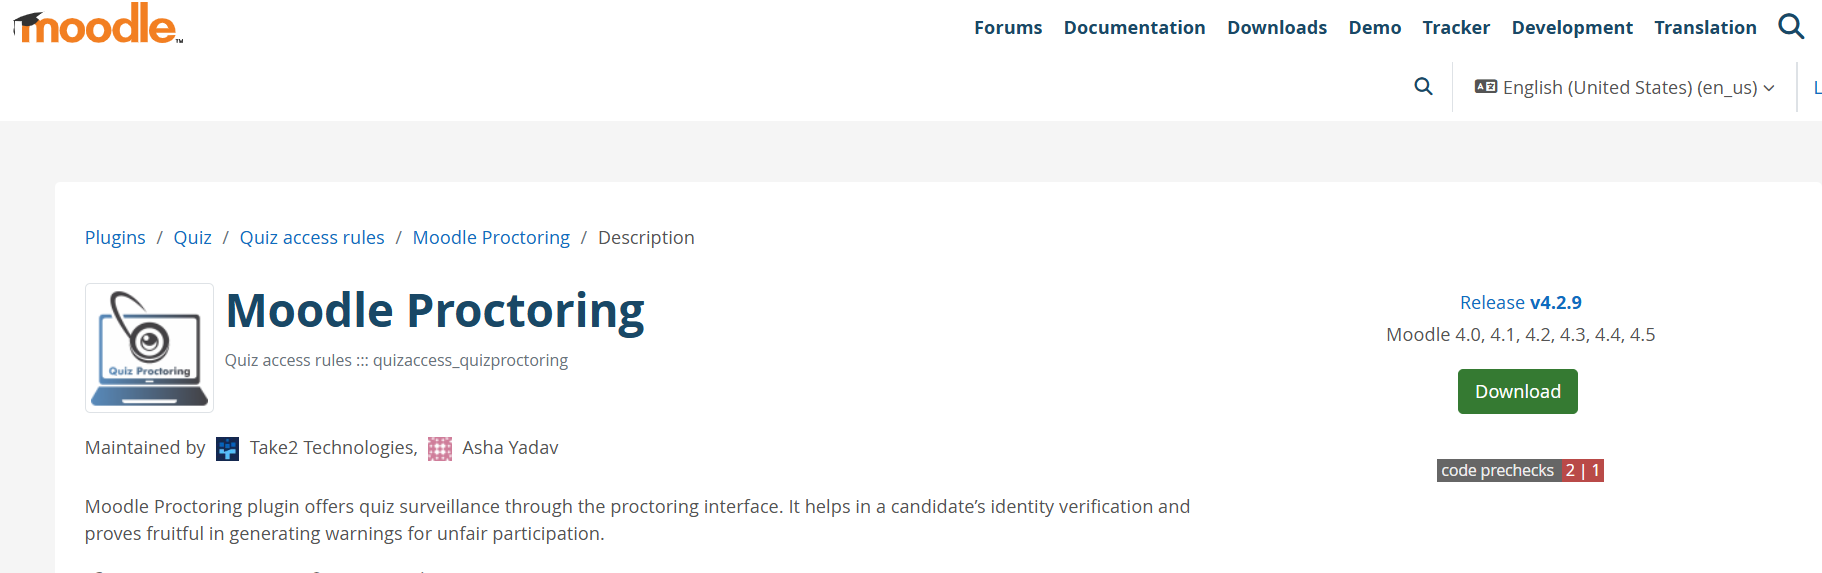 moodle™
Forums Documentation Downloads Demo Tracker Development Translation
English (United States) (en_us)
Plugins / Quiz / Quiz access rules / Moodle Proctoring / Description
Quiz Proctoring
Moodle Proctoring
Quiz access rules ::: quizaccess_quizproctoring
Release v4.2.9
Moodle 4.0, 4.1, 4.2, 4.3, 4.4, 4.5
Download
Maintained by Take2 Technologies, Asha Yadav
code prechecks 2 | 1
Moodle Proctoring plugin offers quiz surveillance through the proctoring interface. It helps in a candidate’s identity verification and
proves fruitful in generating warnings for unfair participation.